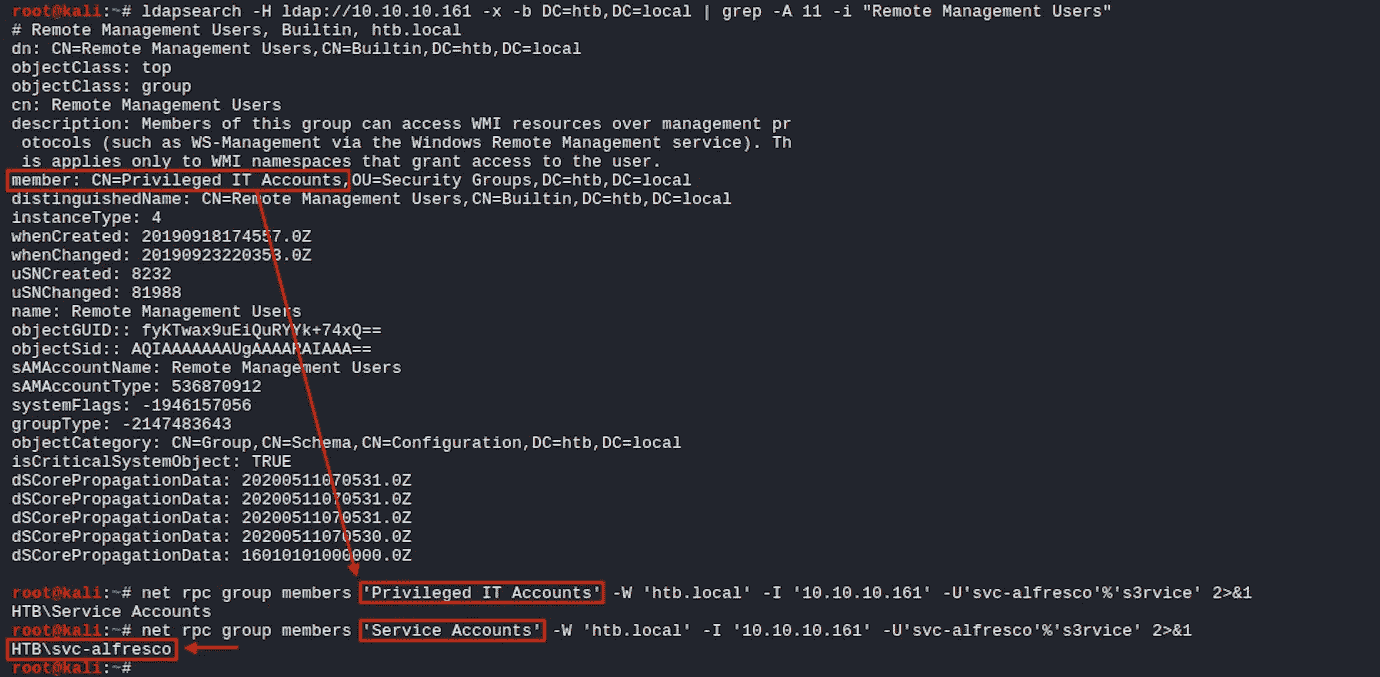 root@kali:~# ldapsearch -H ldap://10.10.10.161 -x -b DC=htb,DC=local | grep -A 11 -i "Remote Management Users"
# Remote Management Users, Builtin, htb.local
dn: CN=Remote Management Users,CN=Builtin,DC=htb,DC=local
objectClass: top
objectClass: group
cn: Remote Management Users
description: Members of this group can access WMI resources over management pr
 otocols (such as WS-Management via the Windows Remote Management service). Th
 is applies only to WMI namespaces that grant access to the user.
member: CN=Privileged IT Accounts,OU=Security Groups,DC=htb,DC=local
distinguishedName: CN=Remote Management Users,CN=Builtin,DC=htb,DC=local
instanceType: 4
whenCreated: 20190918174557.0Z
whenChanged: 20190923220353.0Z
uSNCreated: 8232
uSNChanged: 81988
name: Remote Management Users
objectGUID:: fyKTwax9uEiQuRYYk+74xQ==
objectSid:: AQIAAAAAAAUgAAAARAIAAA==
sAMAccountName: Remote Management Users
sAMAccountType: 536870912
systemFlags: -1946157056
groupType: -2147483643
objectCategory: CN=Group,CN=Schema,CN=Configuration,DC=htb,DC=local
isCriticalSystemObject: TRUE
dSCorePropagationData: 20200511070531.0Z
dSCorePropagationData: 20200511070531.0Z
dSCorePropagationData: 20200511070531.0Z
dSCorePropagationData: 20200511070530.0Z
dSCorePropagationData: 16010101000000.0Z
root@kali:~# net rpc group members 'Privileged IT Accounts' -W 'htb.local' -I '10.10.10.161' -U'svc-alfresco'%'s3rvice' 2>&1
HTB\Service Accounts
root@kali:~# net rpc group members 'Service Accounts' -W 'htb.local' -I '10.10.10.161' -U'svc-alfresco'%'s3rvice' 2>&1
HTB\svc-alfresco
root@kali:~#